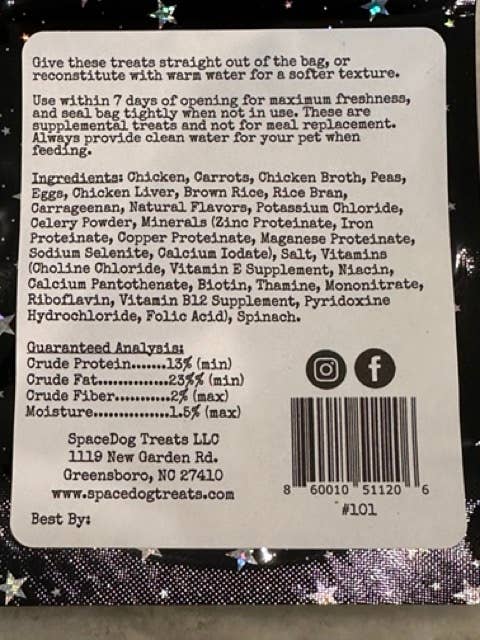 Give these treats straight out of the bag, or
reconstitute with warm water for a softer texture.
Use within 7 days of opening for maximum freshness,
and seal bag tightly when not in use. These are
supplemental treats and not for meal replacement.
Always provide clean water for your pet when
feeding.
Ingredients: Chicken, Carrots, Chicken Broth, Peas,
Eggs, Chicken Liver, Brown Rice, Rice Bran,
Carrageenan, Natural Flavors, Potassium Chloride,
Celery Powder, Minerals (Zinc Proteinate, Iron
Proteinate, Copper Proteinate, Maganese Proteinate,
Sodium Selenite, Calcium Iodate), Salt, Vitamins
(Choline Chloride, Vitamin E Supplement, Niacin,
Calcium Pantothenate, Biotin, Thamine, Mononitrate,
Riboflavin, Vitamin B12 Supplement, Pyridoxine
Hydrochloride, Folic Acid), Spinach.
Guaranteed Analysis:
Crude Protein.......13% (min)
Crude Fat..............23%% (min)
Crude Fiber...........2% (max)
Moisture...............1.5% (max)
SpaceDog Treats LLC
1119 New Garden Rd.
Greensboro, NC 27410
www.spacedogtreats.com
Best By:
8 60010 51120 6
#101